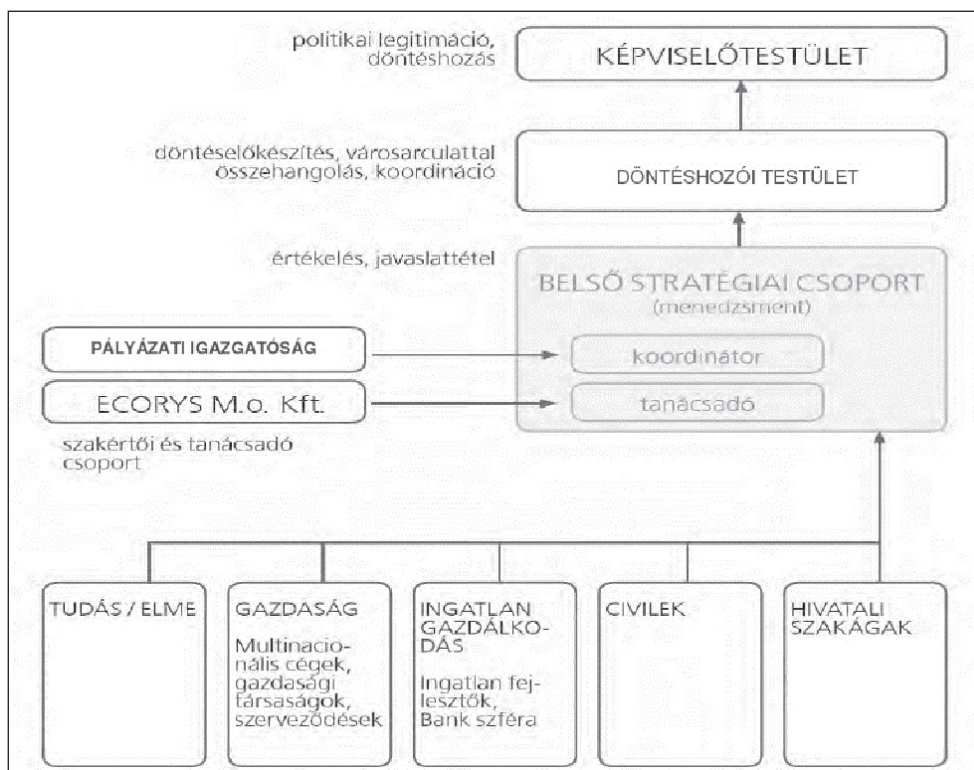 politikai legitimáció,
döntéshozás
KÉPVISELŐTESTÜLET
döntéselőkészítés, városarculattal
összehangolás, koordináció
DÖNTÉSHOZÓI TESTÜLET
értékelés, javaslattétel
BELSŐ STRATÉGIAI CSOPORT
(menedzsment)
PÁLYÁZATI IGAZGATÓSÁG
koordinátor
ECORYS M.o. Kft.
tanácsadó
szakértői és tanácsadó
csoport
TUDÁS / ELME
GAZDASÁG
Multinacio-
nális cégek,
gazdasági
társaságok,
szerveződések
INGATLAN
GAZDÁLKO-
DÁS
Ingatlan fej-
lesztők,
Bank szféra
CIVILEK
HIVATALI
SZAKÁGAK